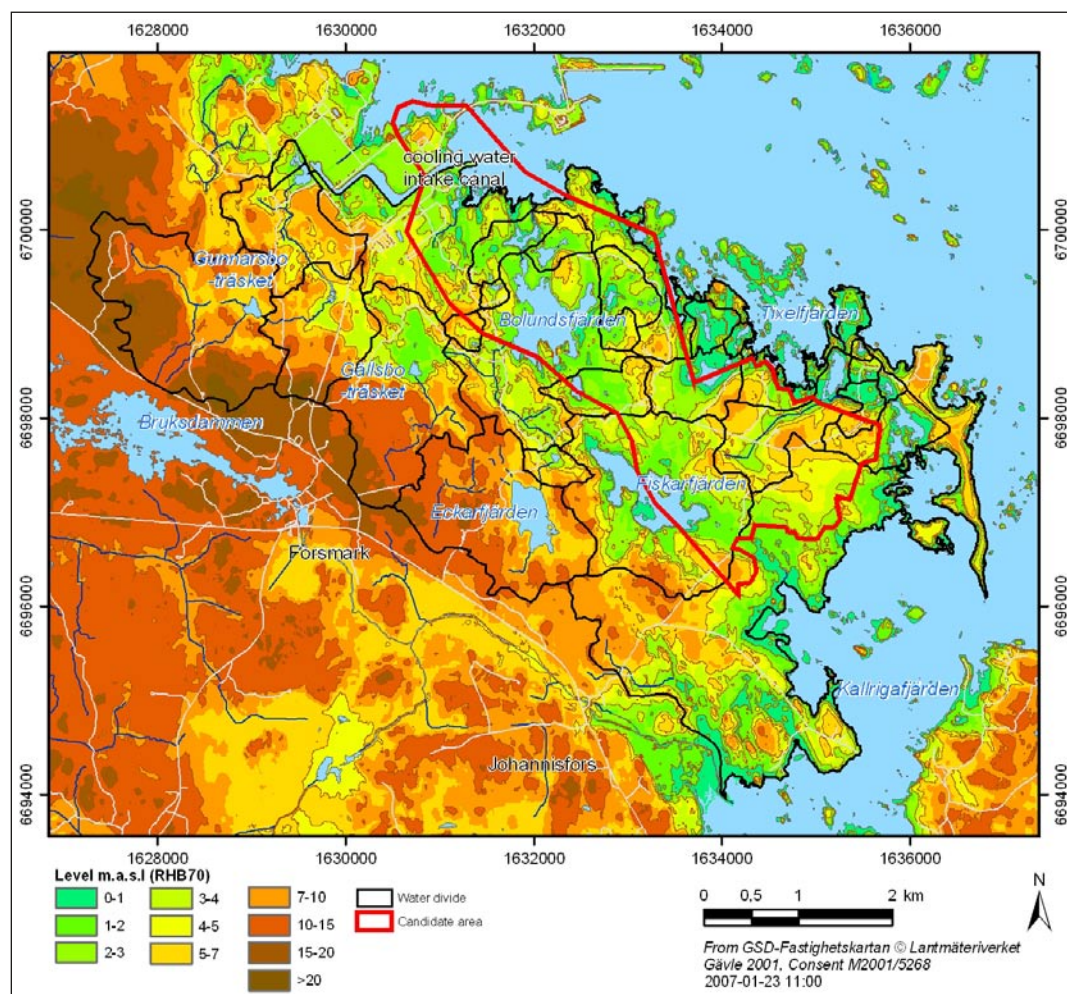 1628000 1630000 1632000 1634000 1636000
cooling water
intake canal
6700000 6700000
Gunnarsbo
-träsket
Tixelfjärden
Bolundsfjärden
Gällsbo
-träsket
6698000 6698000
Bruksdammen
Fiskarfjärden
Eckarfjärden
Forsmark
6696000 6696000
Kallrigafjärden
Johannisfors
6694000 6694000
1628000 1630000 1632000 1634000 1636000
Level m.a.s.l (RHB70)
0-1 3-4 7-10 Water divide
1-2 4-5 10-15 Candidate area
2-3 5-7 15-20
>20
0 0,5 1 2 km
N
From GSD-Fastighetskartan © Lantmäteriverket
Gävle 2001, Consent M2001/5268
2007-01-23 11:00